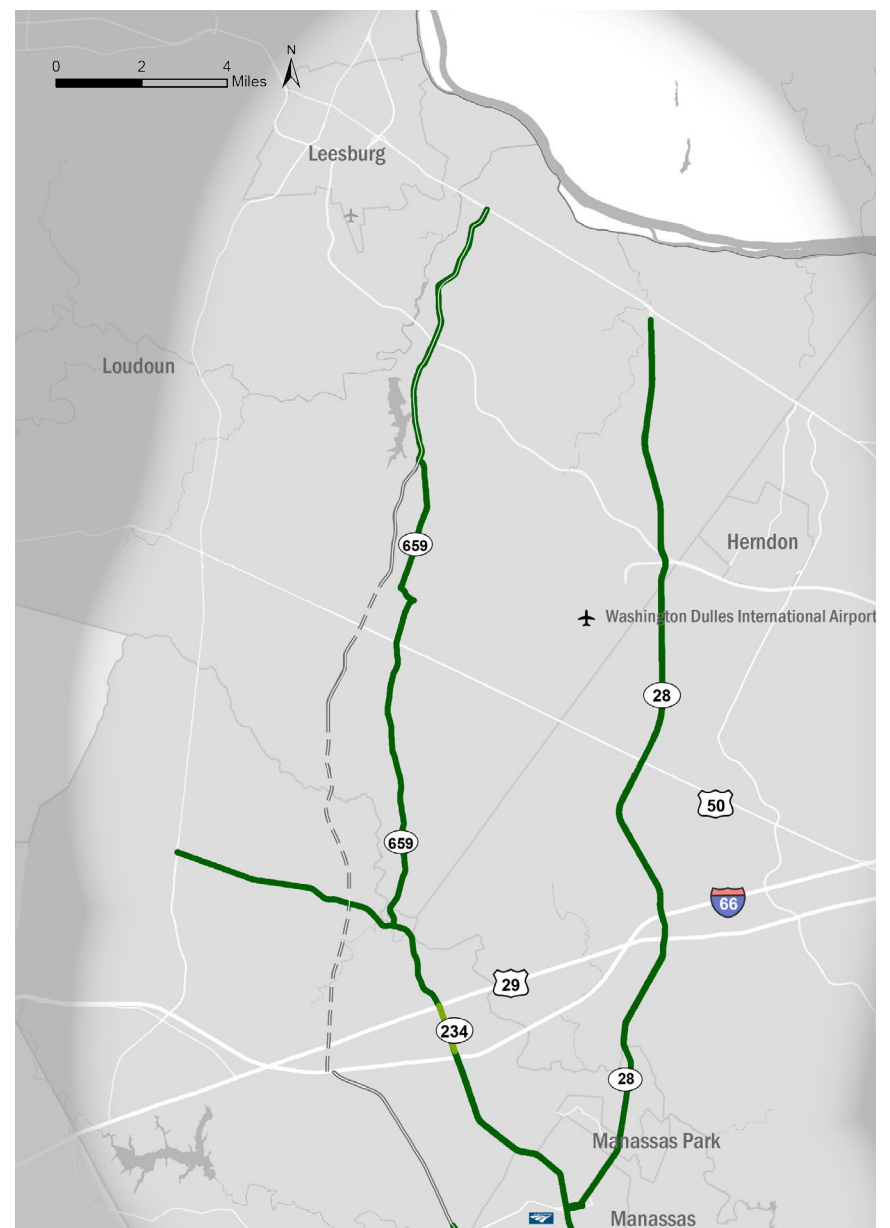 N
0 2 4
Miles
Leesburg
Loudoun
659
Herndon
Washington Dulles International Airport
28
50
659
66
29
234
28
Manassas Park
Manassas